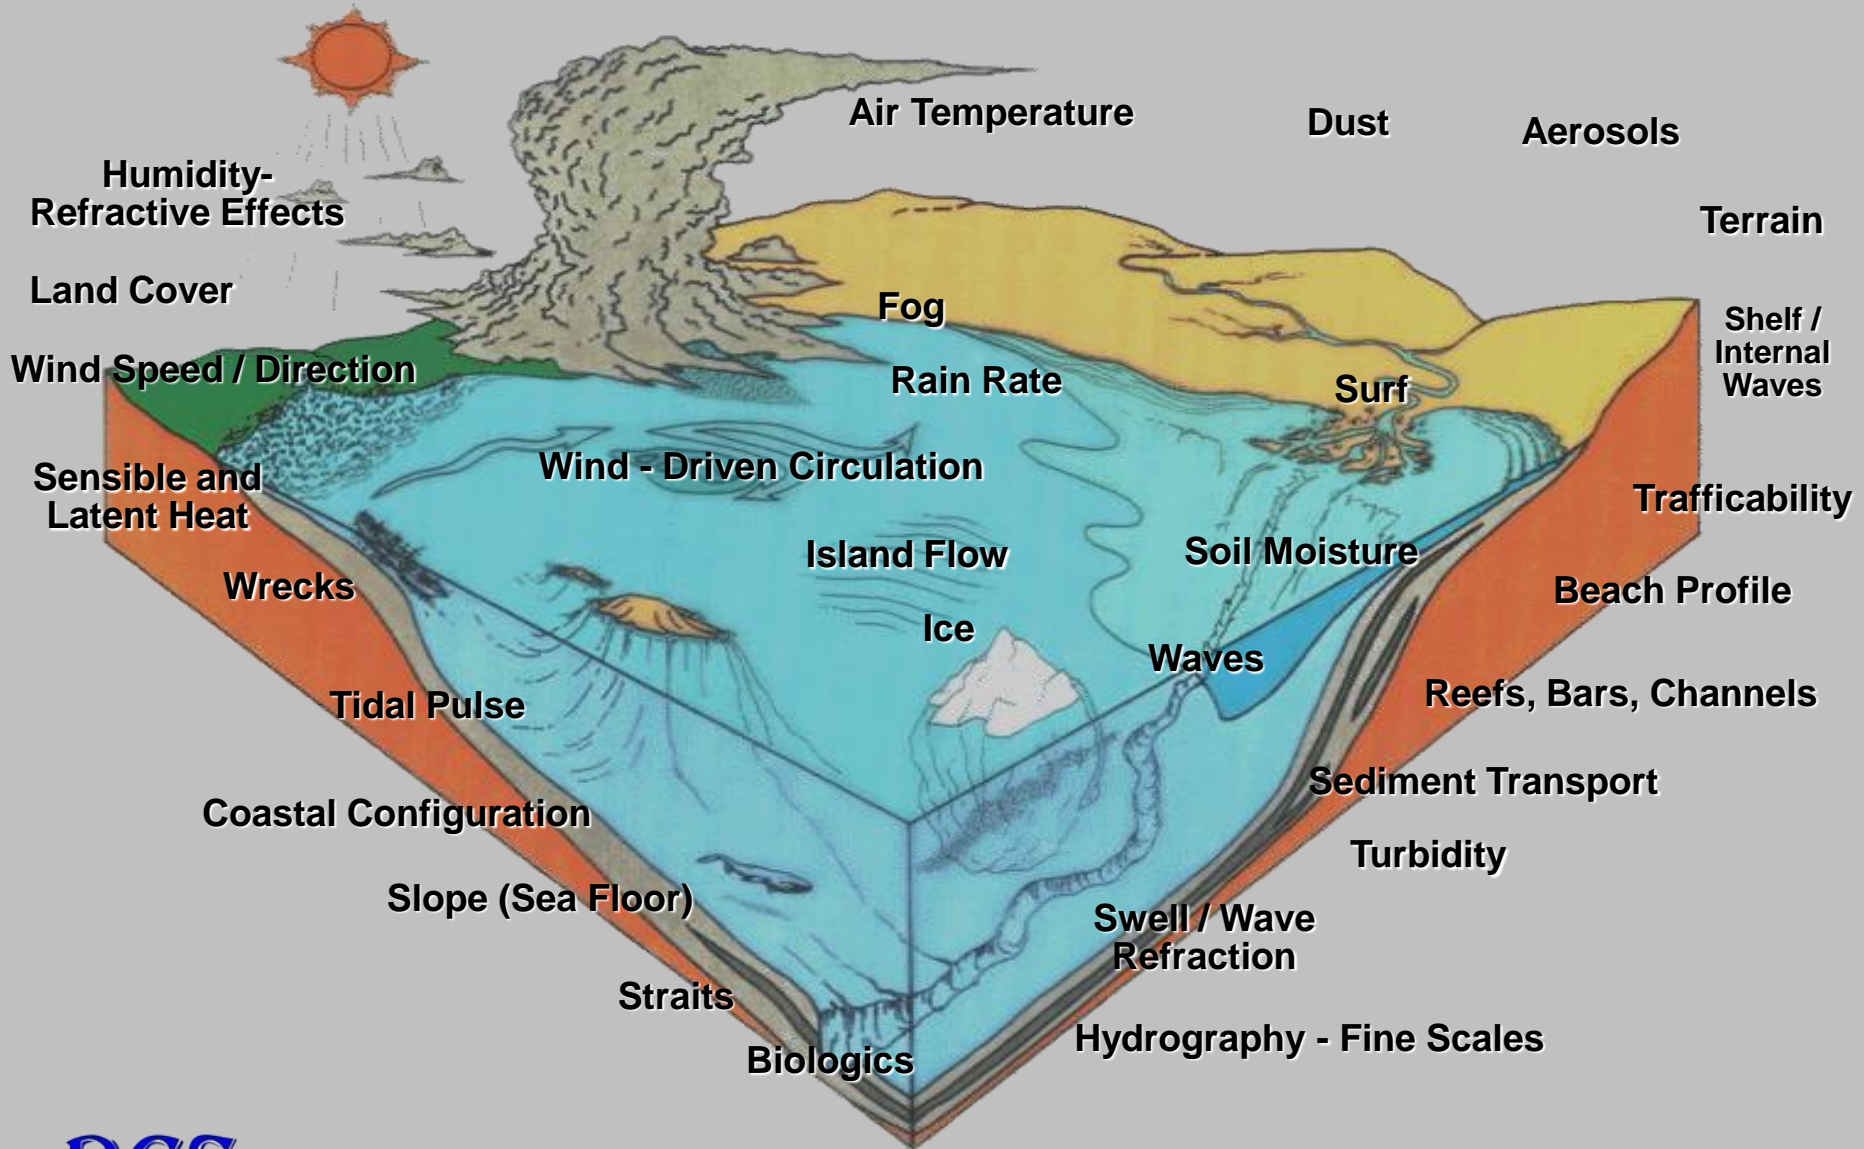 Air Temperature
Dust
Aerosols
Humidity-
Refractive Effects
Terrain
Land Cover
Fog
Shelf /
Internal
Waves
Wind Speed / Direction
Rain Rate
Surf
Wind - Driven Circulation
Sensible and
Latent Heat
Trafficability
Island Flow
Soil Moisture
Wrecks
Beach Profile
Ice
Waves
Tidal Pulse
Reefs, Bars, Channels
Sediment Transport
Coastal Configuration
Turbidity
Slope (Sea Floor)
Swell / Wave
Refraction
Straits
Hydrography - Fine Scales
Biologics